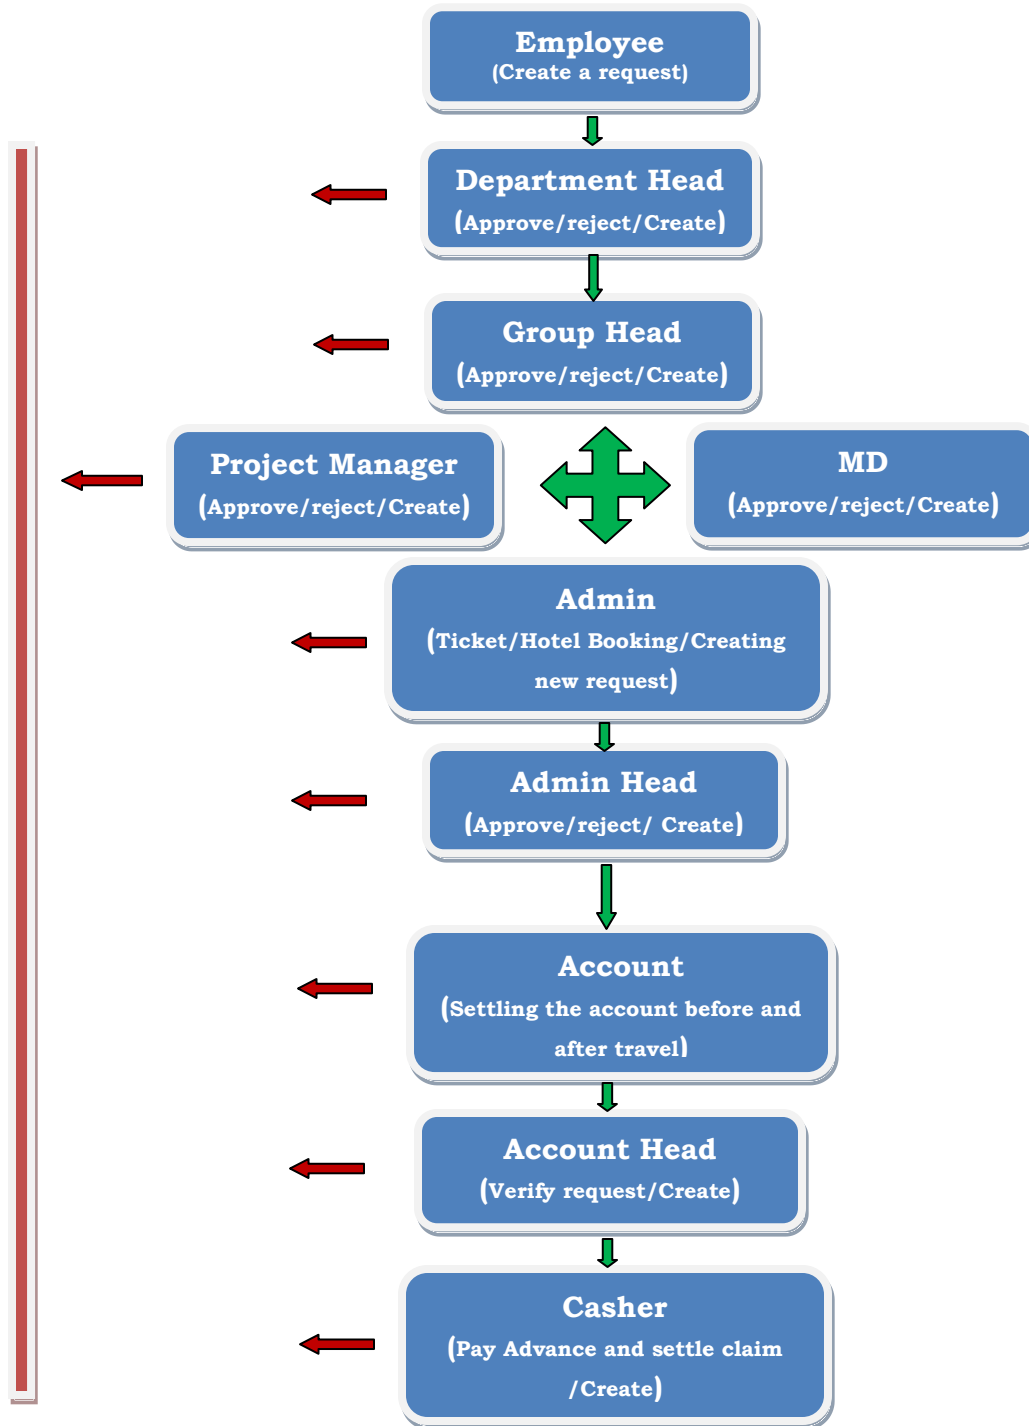 Employee
(Create a request)
Department Head
(Approve/reject/Create)
Group Head
(Approve/reject/Create)
Project Manager
(Approve/reject/Create)
MD
(Approve/reject/Create)
Admin
(Ticket/Hotel Booking/Creating
new request)
Admin Head
(Approve/reject/ Create)
Account
(Settling the account before and
after travel)
Account Head
(Verify request/Create)
Casher
(Pay Advance and settle claim
/Create)